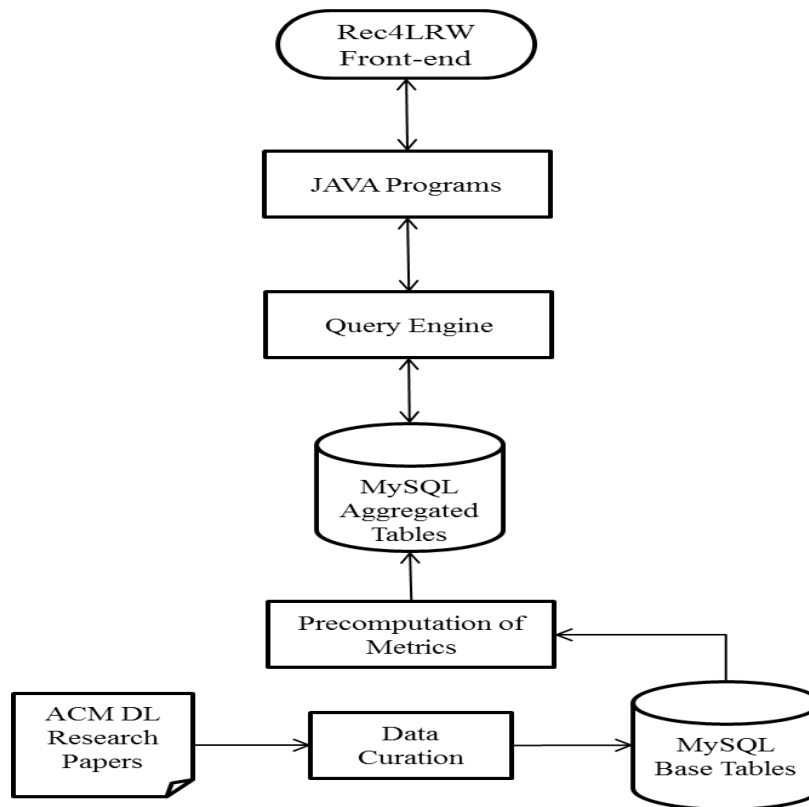 Rec4LRW
Front-end
JAVA Programs
Query Engine
MySQL
Aggregated
Tables
Precomputation of
Metrics
ACM DL
Research
Papers
Data
Curation
MySQL
Base Tables